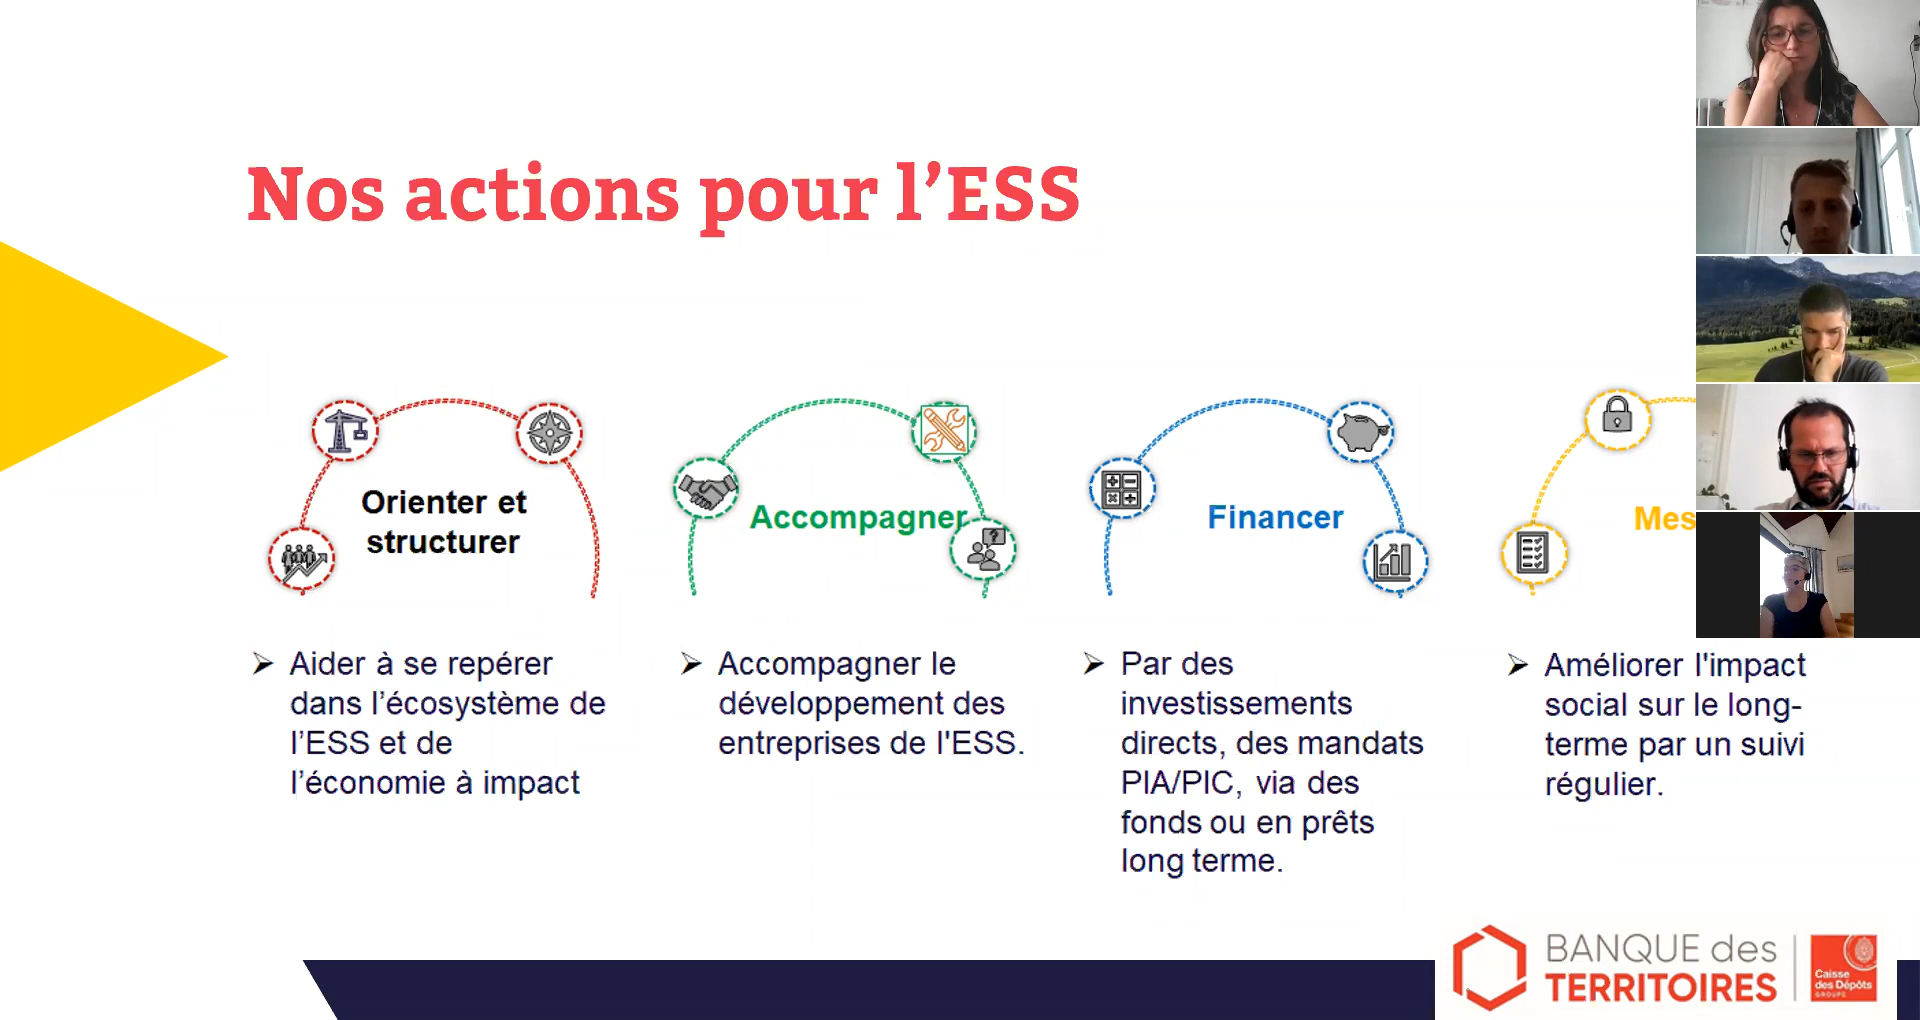 Nos actions pour l’ESS
Orienter et
structurer
Aider à se repérer
dans l’écosystème de
l’ESS et de
l’économie à impact
Accompagner
Accompagner le
développement des
entreprises de l'ESS.
Financer
Par des
investissements
directs, des mandats
PIA/PIC, via des
fonds ou en prêts
long terme.
Mes
Améliorer l'impact
social sur le long-
terme par un suivi
régulier.
BANQUE des
TERRITOIRES
Caisse
des Dépôts
GROUPE